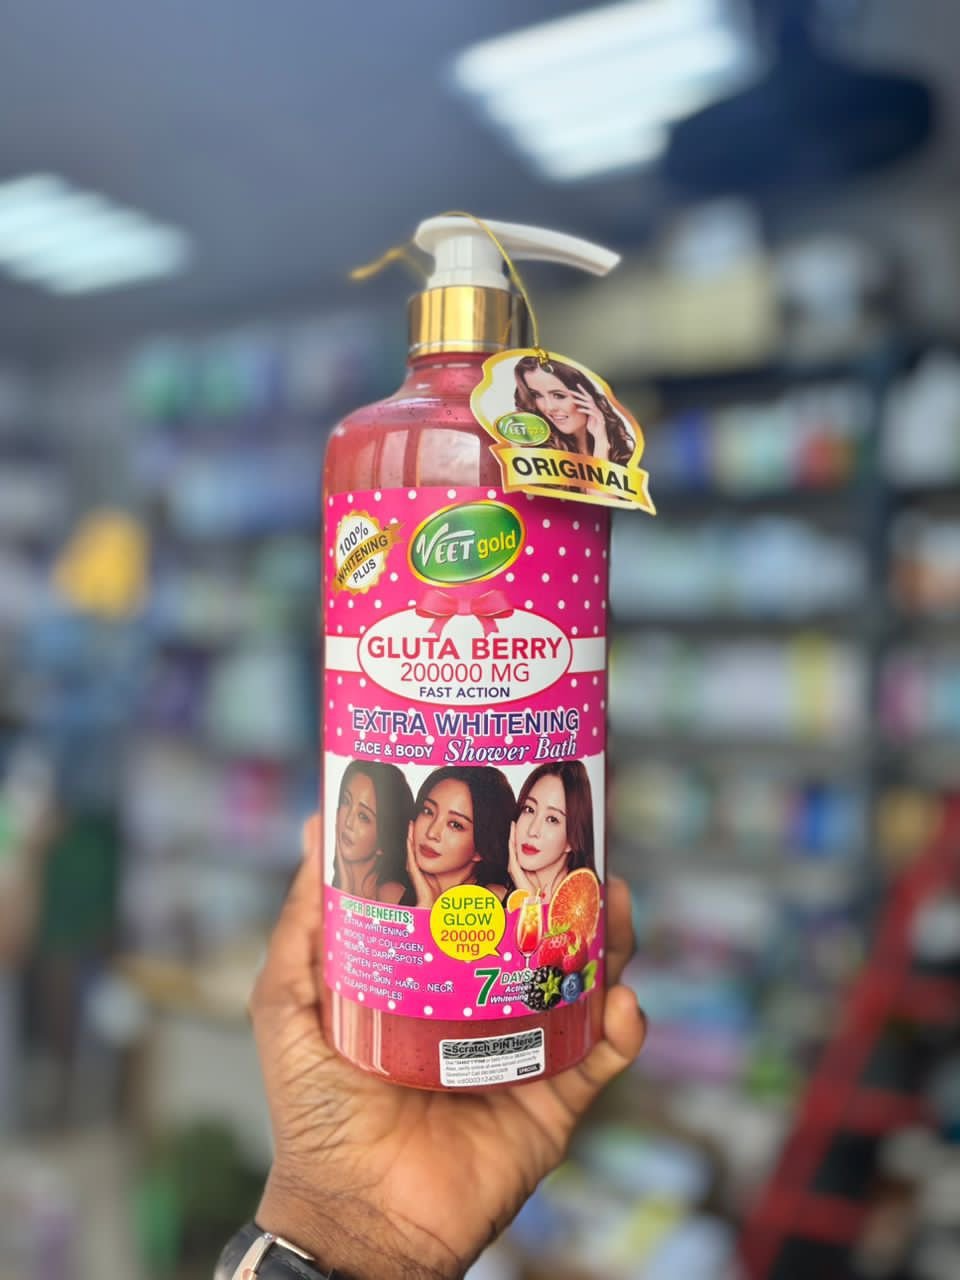 VEET gold
ORIGINAL
100%
WHITENING
PLUS
VEET gold
GLUTA BERRY
200000 MG
FAST ACTION
EXTRA WHITENING
FACE & BODY Shower Bath
SUPER BENEFITS:
EXTRA WHITENING
BOOST UP COLLAGEN
REMOVE DARK SPOTS
TIGHTEN PORE
HEALTHY SKIN HAND . NECK
CLEARS PIMPLES
SUPER
GLOW
200000
mg
7 DAYS
Active
Whitening
Scratch PIN Here
SPROXIL